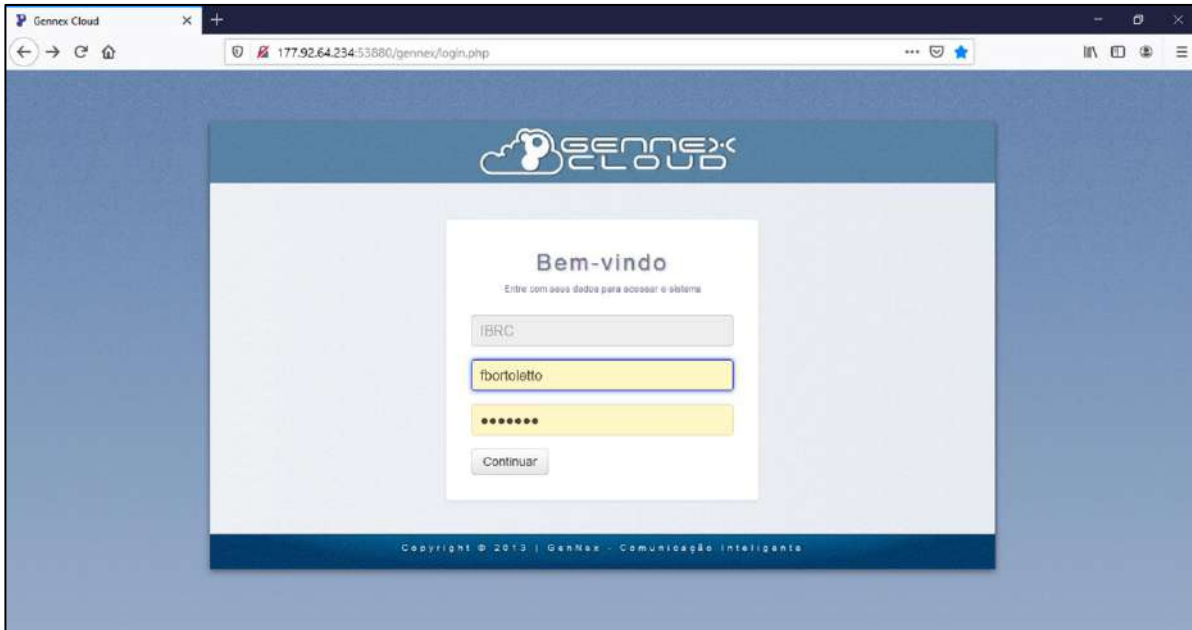 Gennex Cloud
177.92.64.234:53880/gennex/login.php
GENNEX
CLOUD
Bem-vindo
Entre com seus dados para acessar o sistema
IBRC
fbortoletto
•••••••
Continuar
Copyright © 2013 | GenNex - Comunicação Inteligente